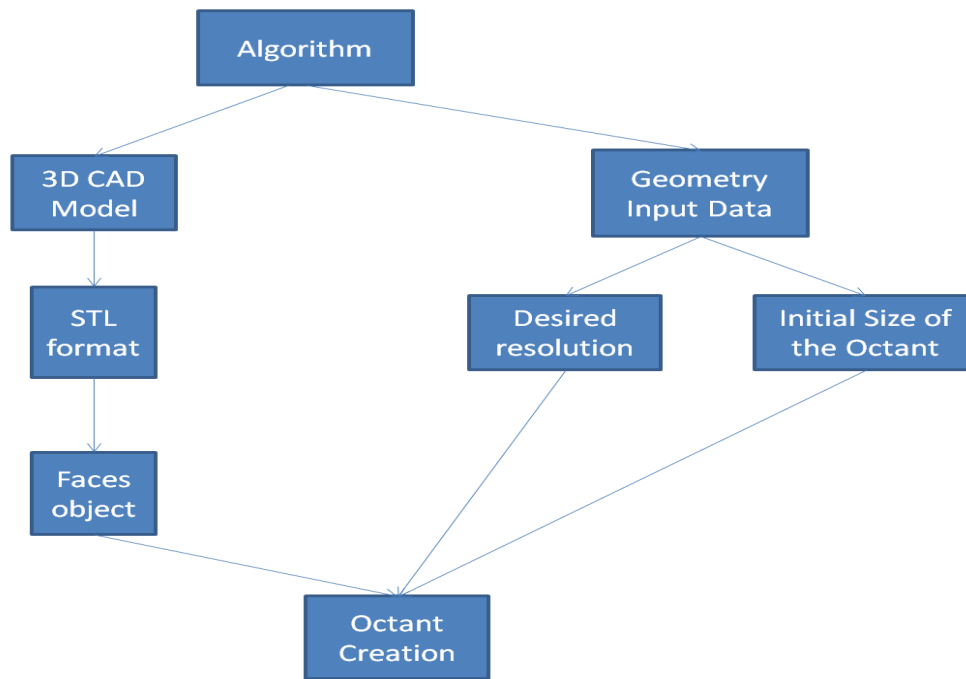 Algorithm
3D CAD
Model
Geometry
Input Data
STL
format
Desired
resolution
Initial Size of
the Octant
Faces
object
Octant
Creation